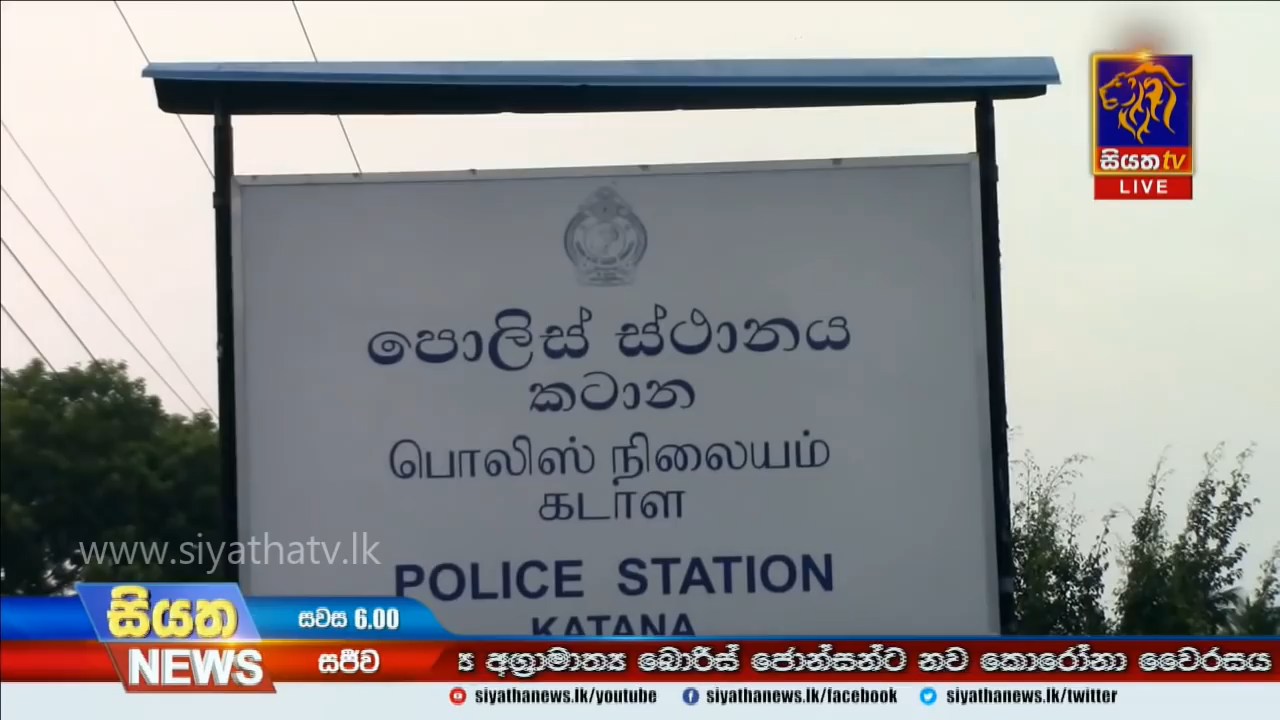 සියත tv
LIVE
පොලිස් ස්ථානය
කටාන
பொலிஸ் நிலையம்
கடாள
POLICE STATION
KATANA
www.siyathatv.lk
සියත
NEWS
සවස 6.00
සජීව
අග්‍රාමාත්‍ය බොරිස් ජොන්සන්ට නව කොරෝනා වෛරසය
siyathanews.lk/youtube
siyathanews.lk/facebook
siyathanews.lk/twitter